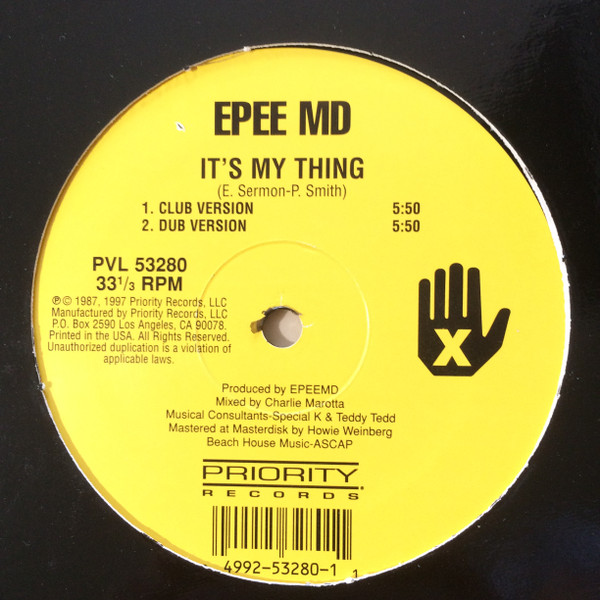 EPEE MD
IT'S MY THING
(E. Sermon-P. Smith)
1. CLUB VERSION 5:50
2. DUB VERSION 5:50
PVL 53280
33 1/3 RPM
℗© 1987, 1997 Priority Records, LLC
Manufactured by Priority Records, LLC
P.O. Box 2590 Los Angeles, CA 90078.
Printed in the USA. All Rights Reserved.
Unauthorized duplication is a violation of
applicable laws.
X
Produced by EPEEMD
Mixed by Charlie Marotta
Musical Consultants-Special K & Teddy Tedd
Mastered at Masterdisk by Howie Weinberg
Beach House Music-ASCAP
PRIORITY
RECORDS
4992-53280-1 1